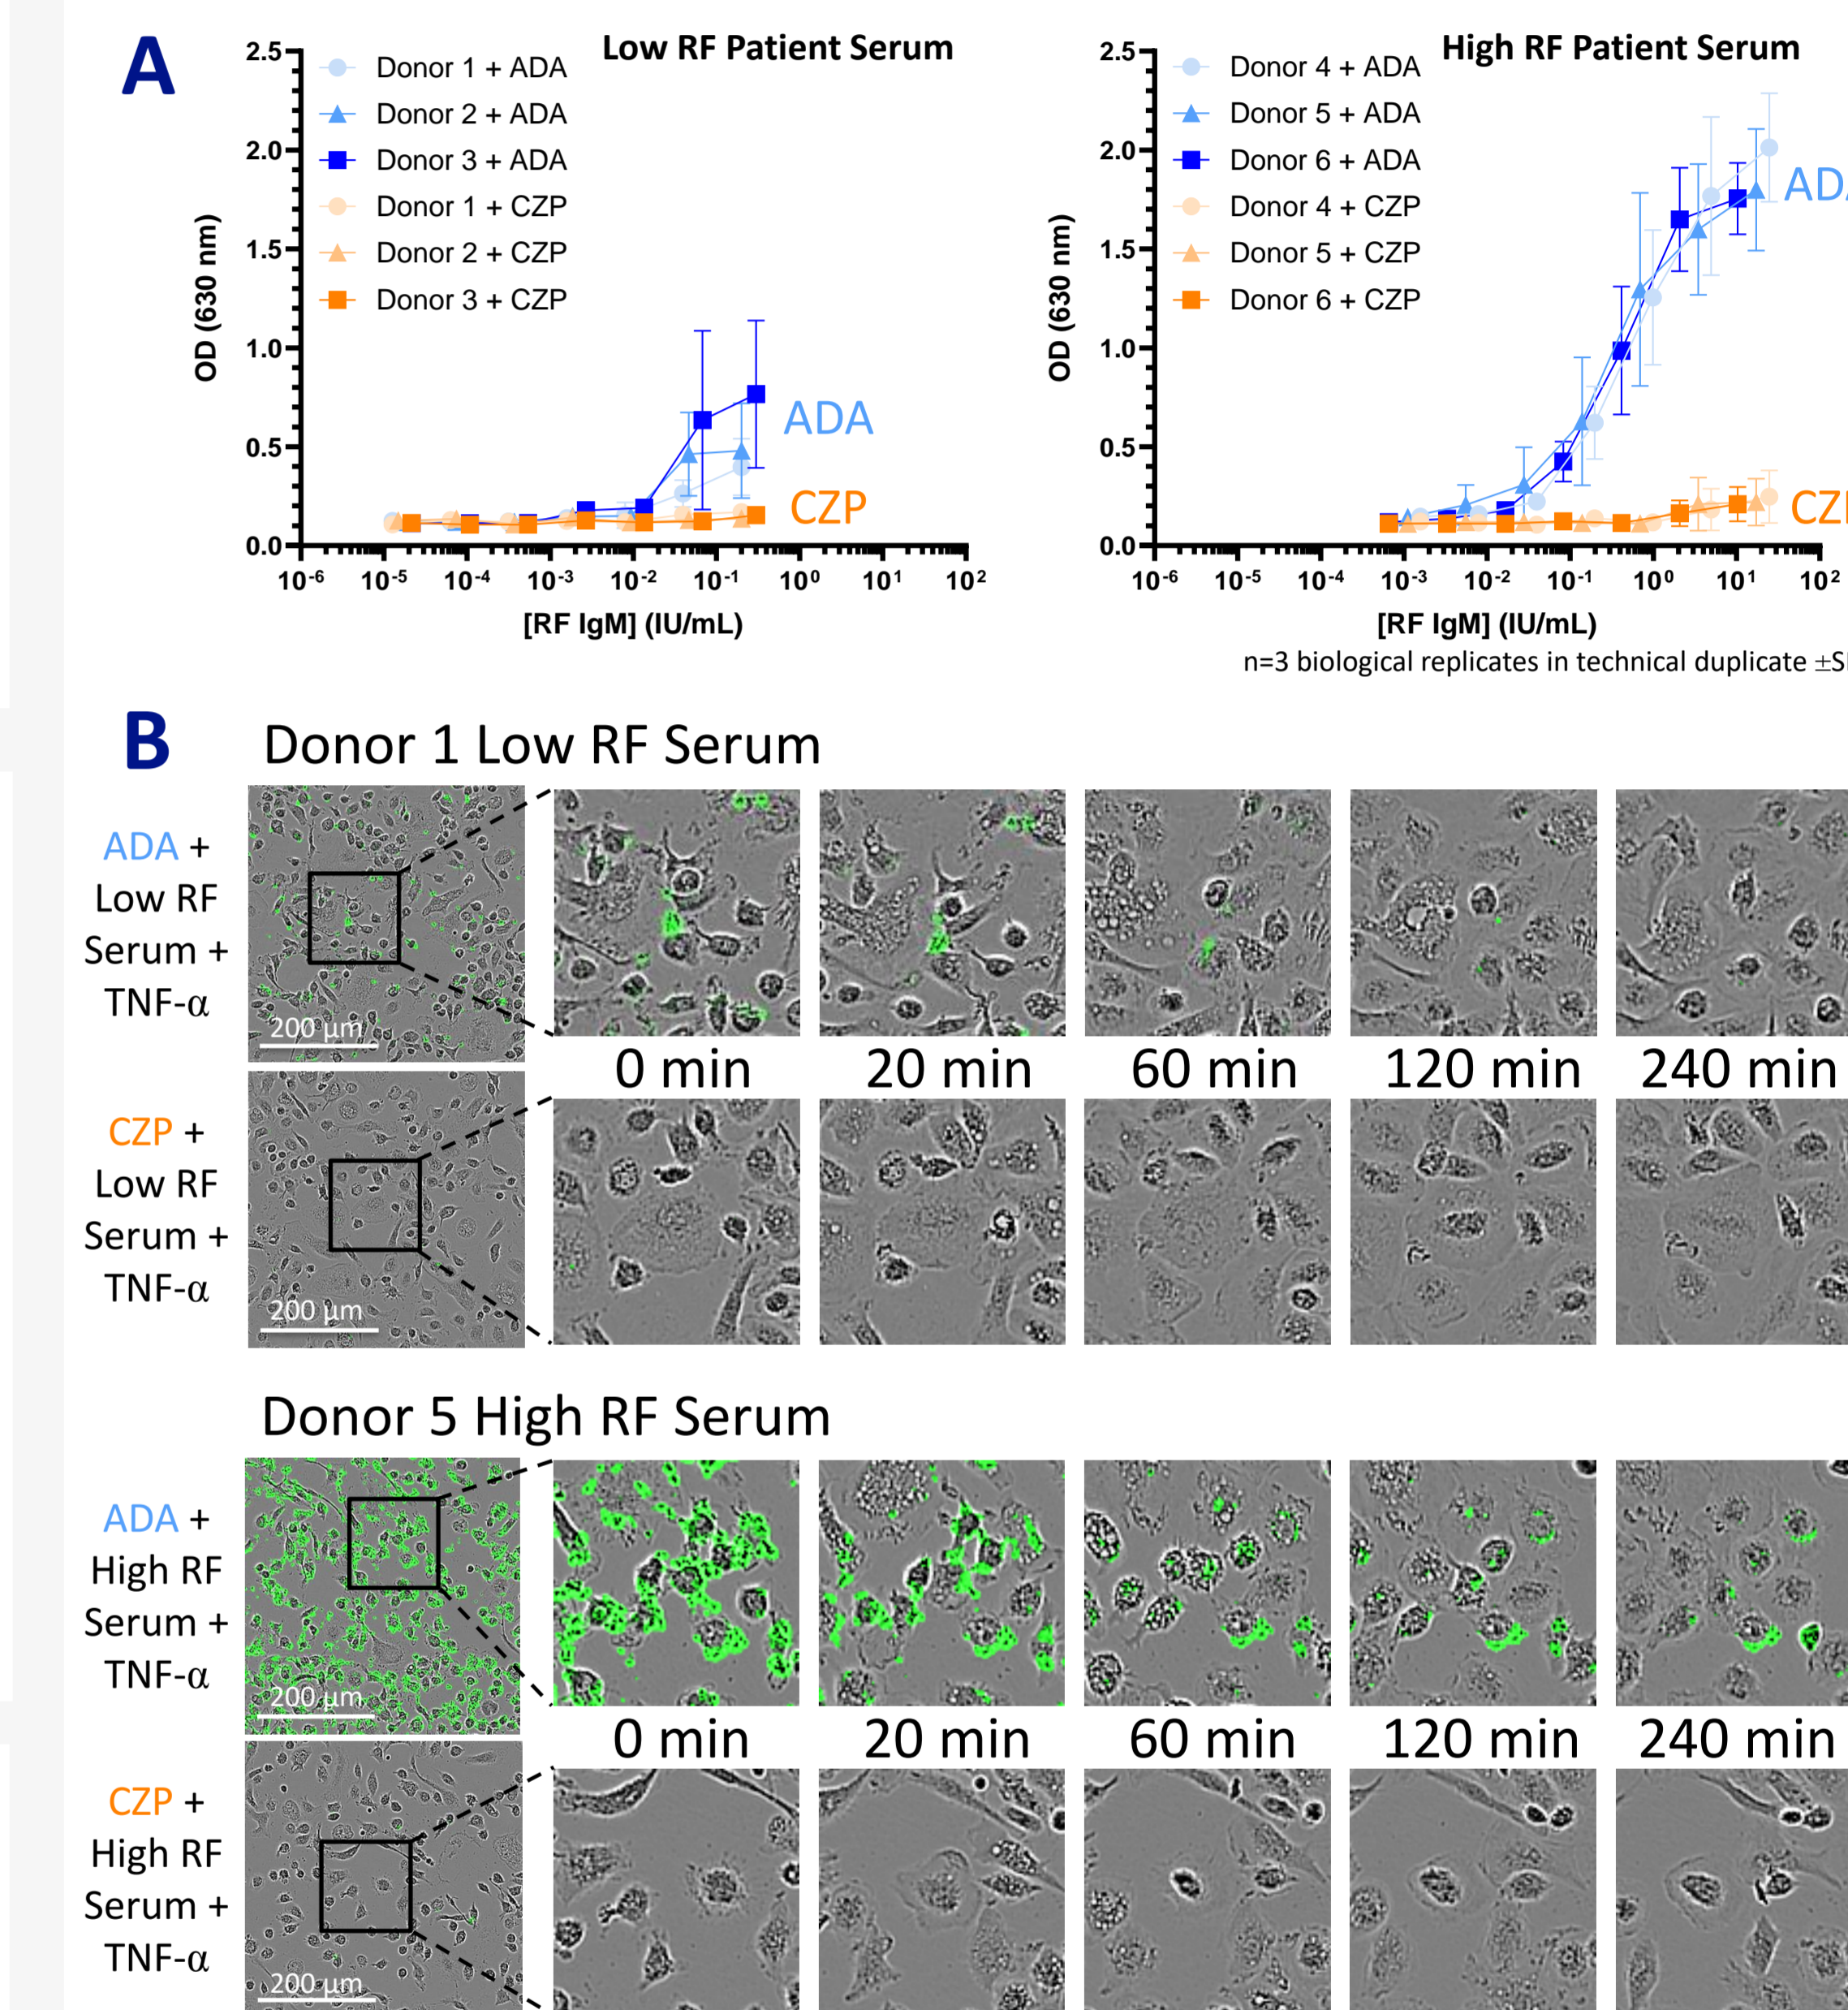 A
Low RF Patient Serum
2.5
2.0
1.5
1.0
0.5
0.0
OD (630 nm)
Donor 1 + ADA
Donor 2 + ADA
Donor 3 + ADA
Donor 1 + CZP
Donor 2 + CZP
Donor 3 + CZP
ADA
CZP
10⁻⁶ 10⁻⁵ 10⁻⁴ 10⁻³ 10⁻² 10⁻¹ 10⁰ 10¹ 10²
[RF IgM] (IU/mL)
High RF Patient Serum
2.5
2.0
1.5
1.0
0.5
0.0
OD (630 nm)
Donor 4 + ADA
Donor 5 + ADA
Donor 6 + ADA
Donor 4 + CZP
Donor 5 + CZP
Donor 6 + CZP
10⁻⁶ 10⁻⁵ 10⁻⁴ 10⁻³ 10⁻² 10⁻¹ 10⁰ 10¹ 10²
[RF IgM] (IU/mL)
n=3 biological replicates in technical duplicate
B
Donor 1 Low RF Serum
ADA +
Low RF
Serum +
TNF-α
200 µm
0 min 20 min 60 min 120 min 240 min
CZP +
Low RF
Serum +
TNF-α
200 µm
Donor 5 High RF Serum
ADA +
High RF
Serum +
TNF-α
200 µm
0 min 20 min 60 min 120 min 240 min
CZP +
High RF
Serum +
TNF-α
200 µm